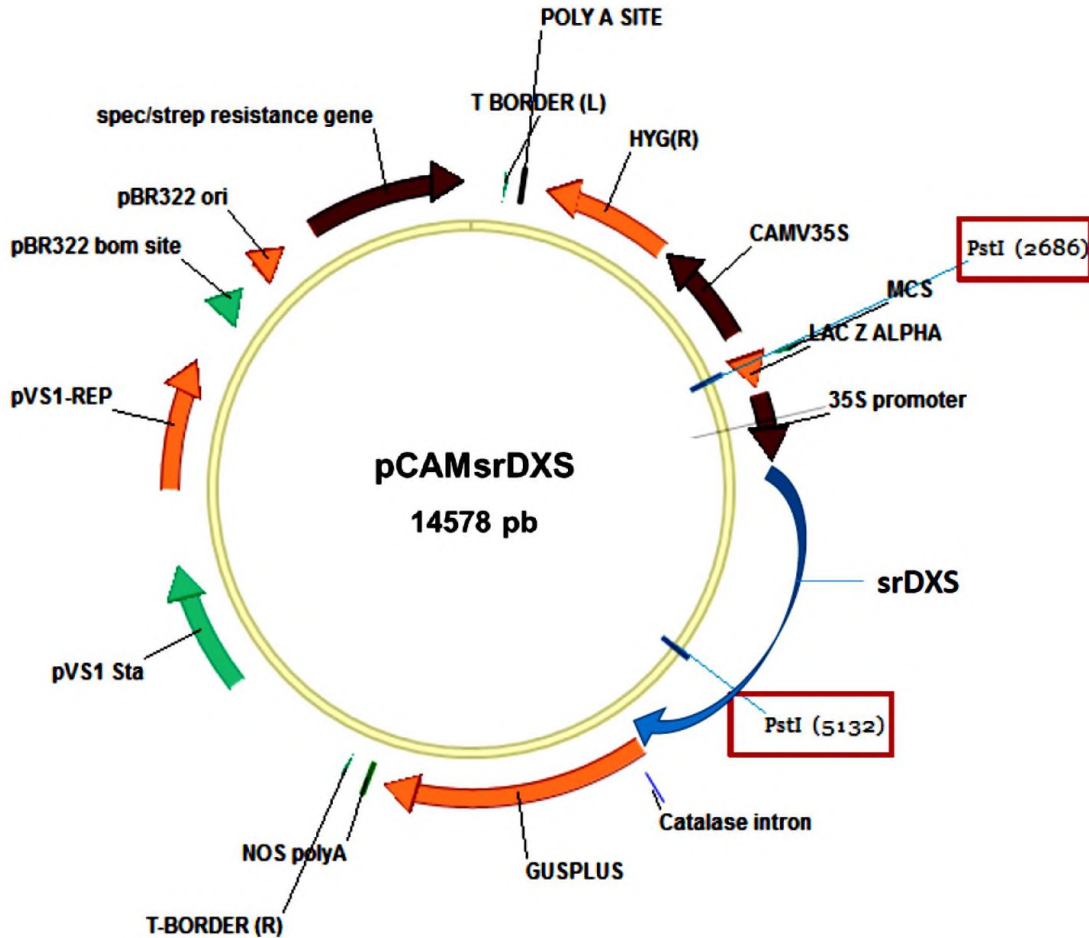 POLY A SITE
T BORDER (L)
spec/strep resistance gene
HYG(R)
pBR322 ori
pBR322 bom site
CAMV35S
PstI (2686)
MCS
LAC Z ALPHA
pVS1-REP
35S promoter
pCAMsrDXS
14578 pb
srDXS
pVS1 Sta
PstI (5132)
Catalase intron
NOS polyA
GUSPLUS
T-BORDER (R)